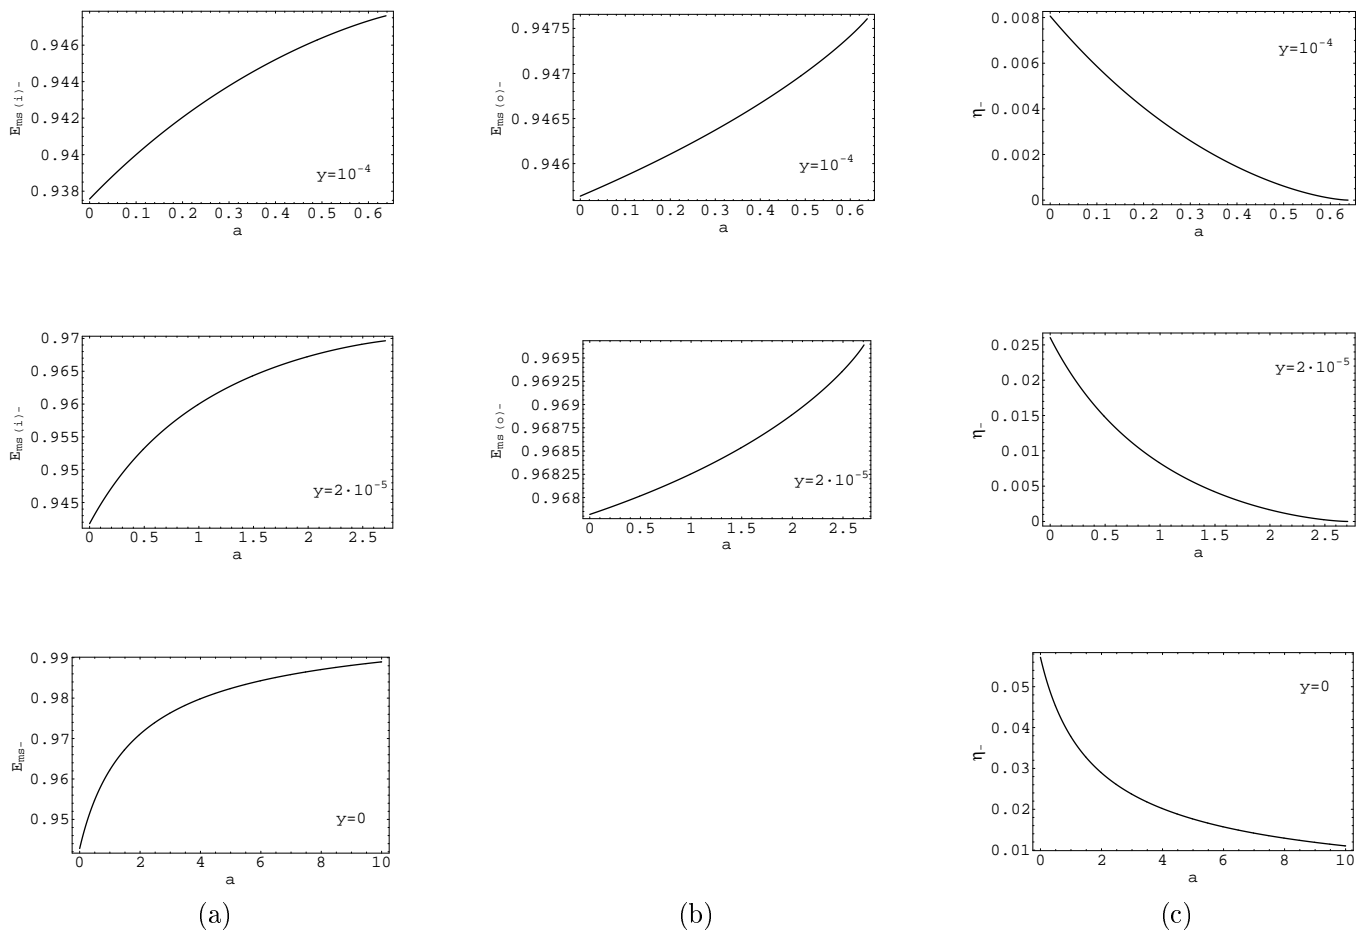 0.946
0.944
0.942
0.94
0.938
E_ms(i)-
y=10^-4
0 0.1 0.2 0.3 0.4 0.5 0.6
a
0.9475
0.947
0.9465
0.946
E_ms(o)-
y=10^-4
0 0.1 0.2 0.3 0.4 0.5 0.6
a
0.008
0.006
0.004
0.002
0
η_-
y=10^-4
0 0.1 0.2 0.3 0.4 0.5 0.6
a
0.97
0.965
0.96
0.955
0.95
0.945
E_ms(i)-
y=2·10^-5
0 0.5 1 1.5 2 2.5
a
0.9695
0.96925
0.969
0.96875
0.9685
0.96825
0.968
E_ms(o)-
y=2·10^-5
0 0.5 1 1.5 2 2.5
a
0.025
0.02
0.015
0.01
0.005
0
η_-
y=2·10^-5
0 0.5 1 1.5 2 2.5
a
0.99
0.98
0.97
0.96
0.95
E_ms-
y=0
0 2 4 6 8 10
a
0.05
0.04
0.03
0.02
0.01
η_-
y=0
0 2 4 6 8 10
a
(a) (b) (c)